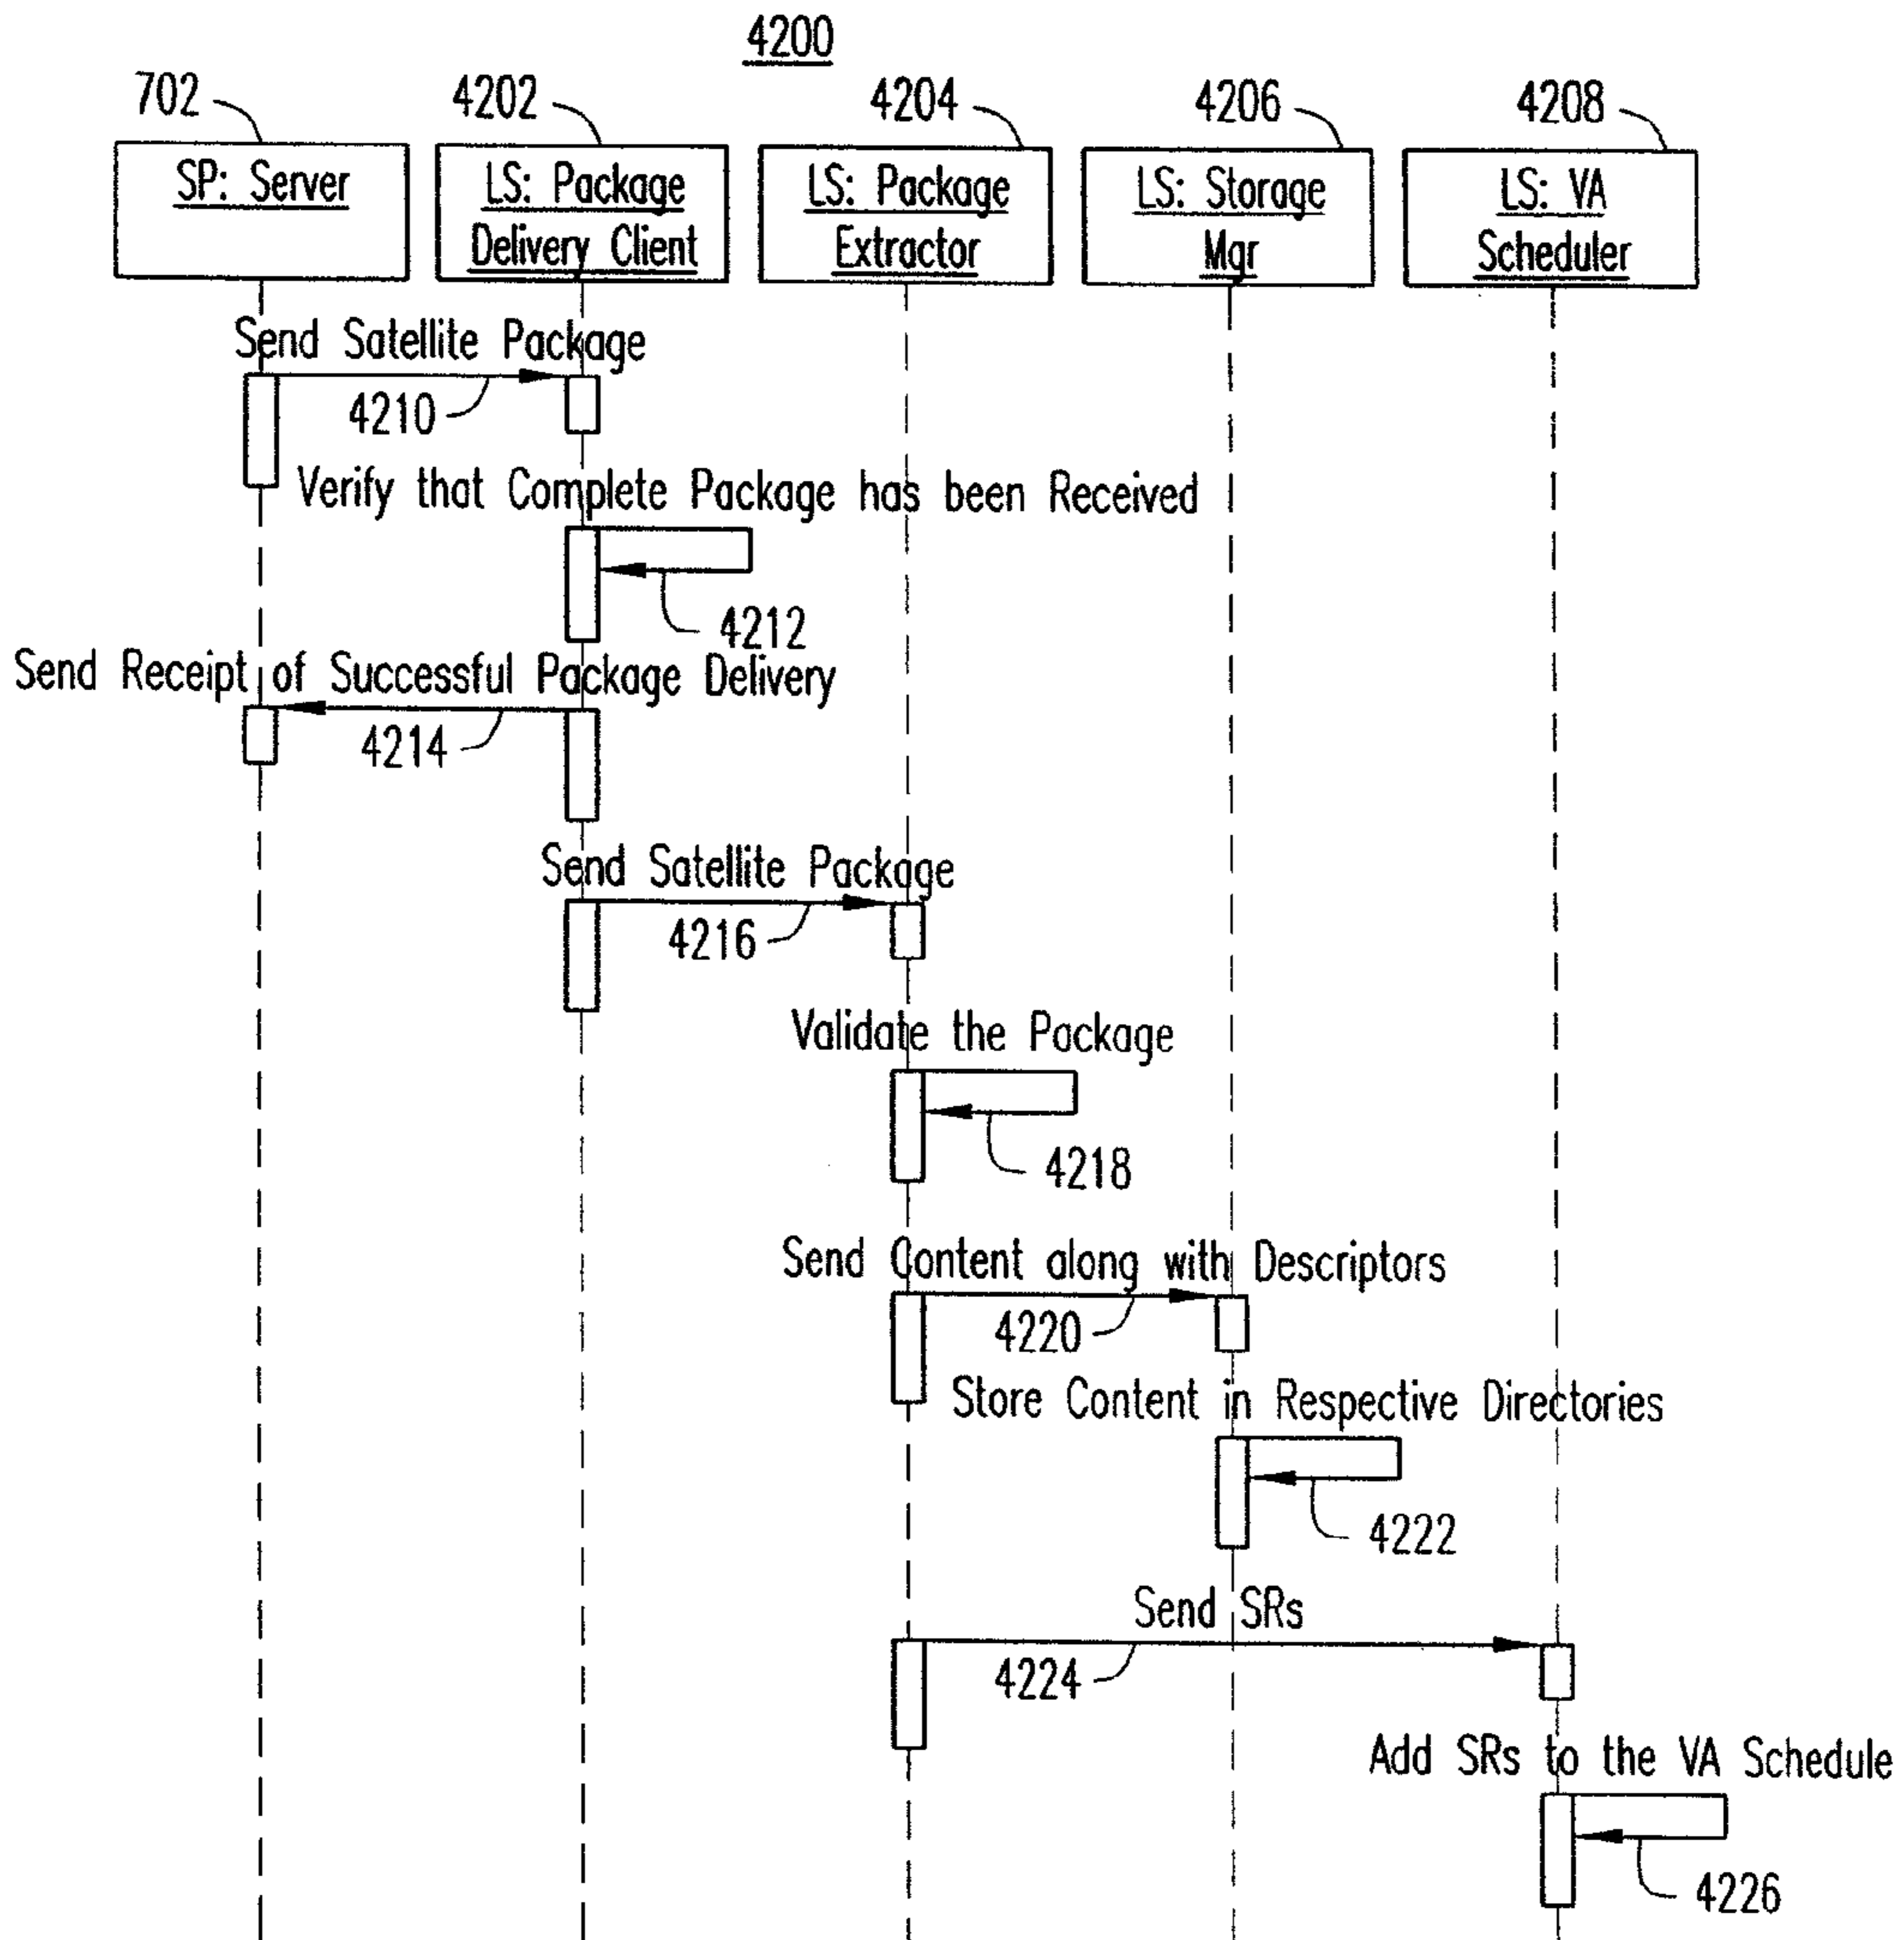 4200
702
4202
4204
4206
4208
SP: Server
LS: Package
Delivery Client
LS: Package
Extractor
LS: Storage
Mgr
LS: VA
Scheduler
Send Satellite Package
4210
Verify that Complete Package has been Received
4212
Send Receipt of Successful Package Delivery
4214
Send Satellite Package
4216
Validate the Package
4218
Send Content along with Descriptors
4220
Store Content in Respective Directories
4222
Send SRs
4224
Add SRs to the VA Schedule
4226